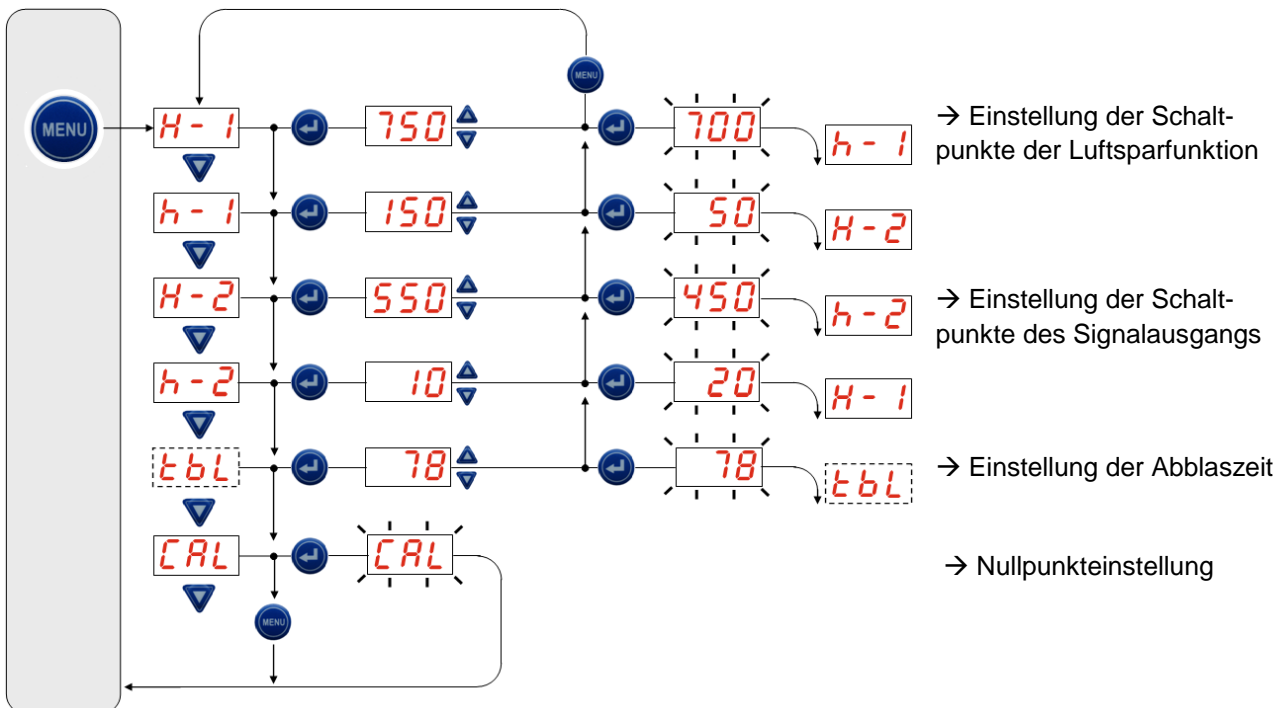 MENU
MENU
H-1
750
700
h-1
→ Einstellung der Schalt-
punkte der Luftsparfunktion
h-1
150
50
H-2
H-2
550
450
h-2
→ Einstellung der Schalt-
punkte des Signalausgangs
h-2
10
20
H-1
tbL
78
78
tbL
→ Einstellung der Abblaszeit
CAL
CAL
→ Nullpunkteinstellung
MENU